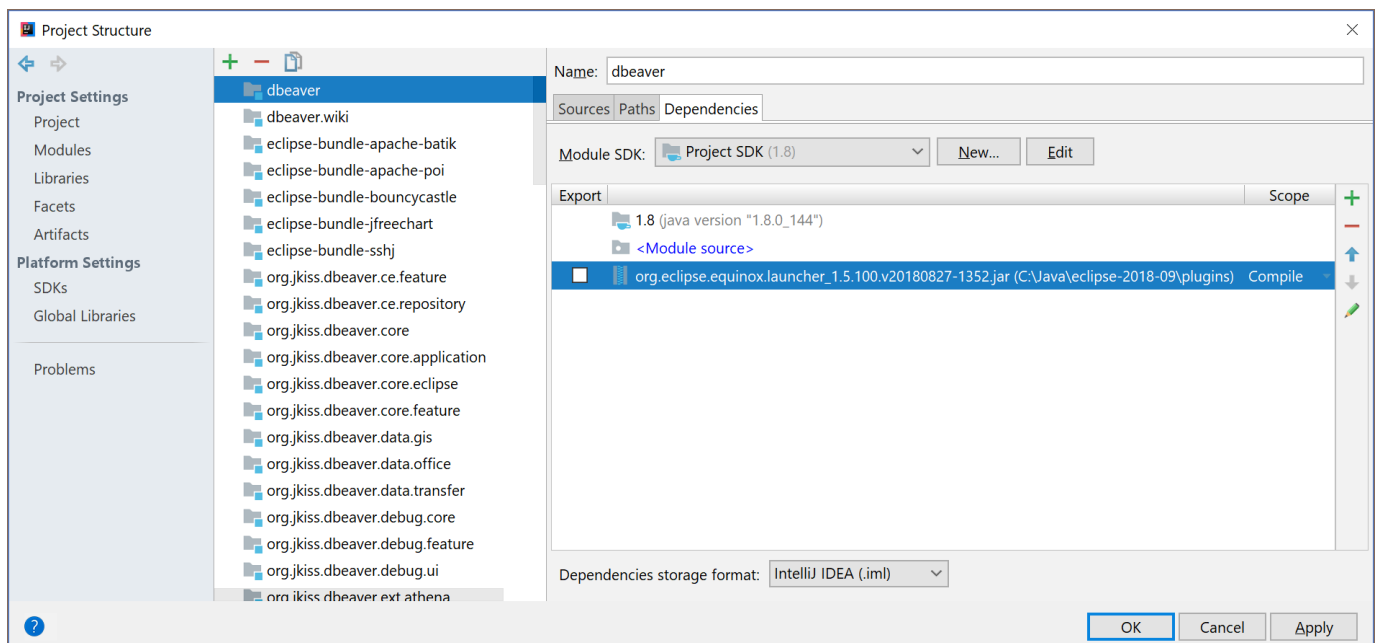 Project Structure
Project Settings
Project
Modules
Libraries
Facets
Artifacts
Platform Settings
SDKs
Global Libraries
Problems
dbeaver
dbeaver.wiki
eclipse-bundle-apache-batik
eclipse-bundle-apache-poi
eclipse-bundle-bouncycastle
eclipse-bundle-jfreechart
eclipse-bundle-sshj
org.jkiss.dbeaver.ce.feature
org.jkiss.dbeaver.ce.repository
org.jkiss.dbeaver.core
org.jkiss.dbeaver.core.application
org.jkiss.dbeaver.core.eclipse
org.jkiss.dbeaver.core.feature
org.jkiss.dbeaver.data.gis
org.jkiss.dbeaver.data.office
org.jkiss.dbeaver.data.transfer
org.jkiss.dbeaver.debug.core
org.jkiss.dbeaver.debug.feature
org.jkiss.dbeaver.debug.ui
org.jkiss.dbeaver.ext.athena
Name: dbeaver
Sources Paths Dependencies
Module SDK: Project SDK (1.8) New... Edit
Export Scope
1.8 (java version "1.8.0_144")
<Module source>
org.eclipse.equinox.launcher_1.5.100.v20180827-1352.jar (C:\Java\eclipse-2018-09\plugins) Compile
Dependencies storage format: IntelliJ IDEA (.iml)
? OK Cancel Apply